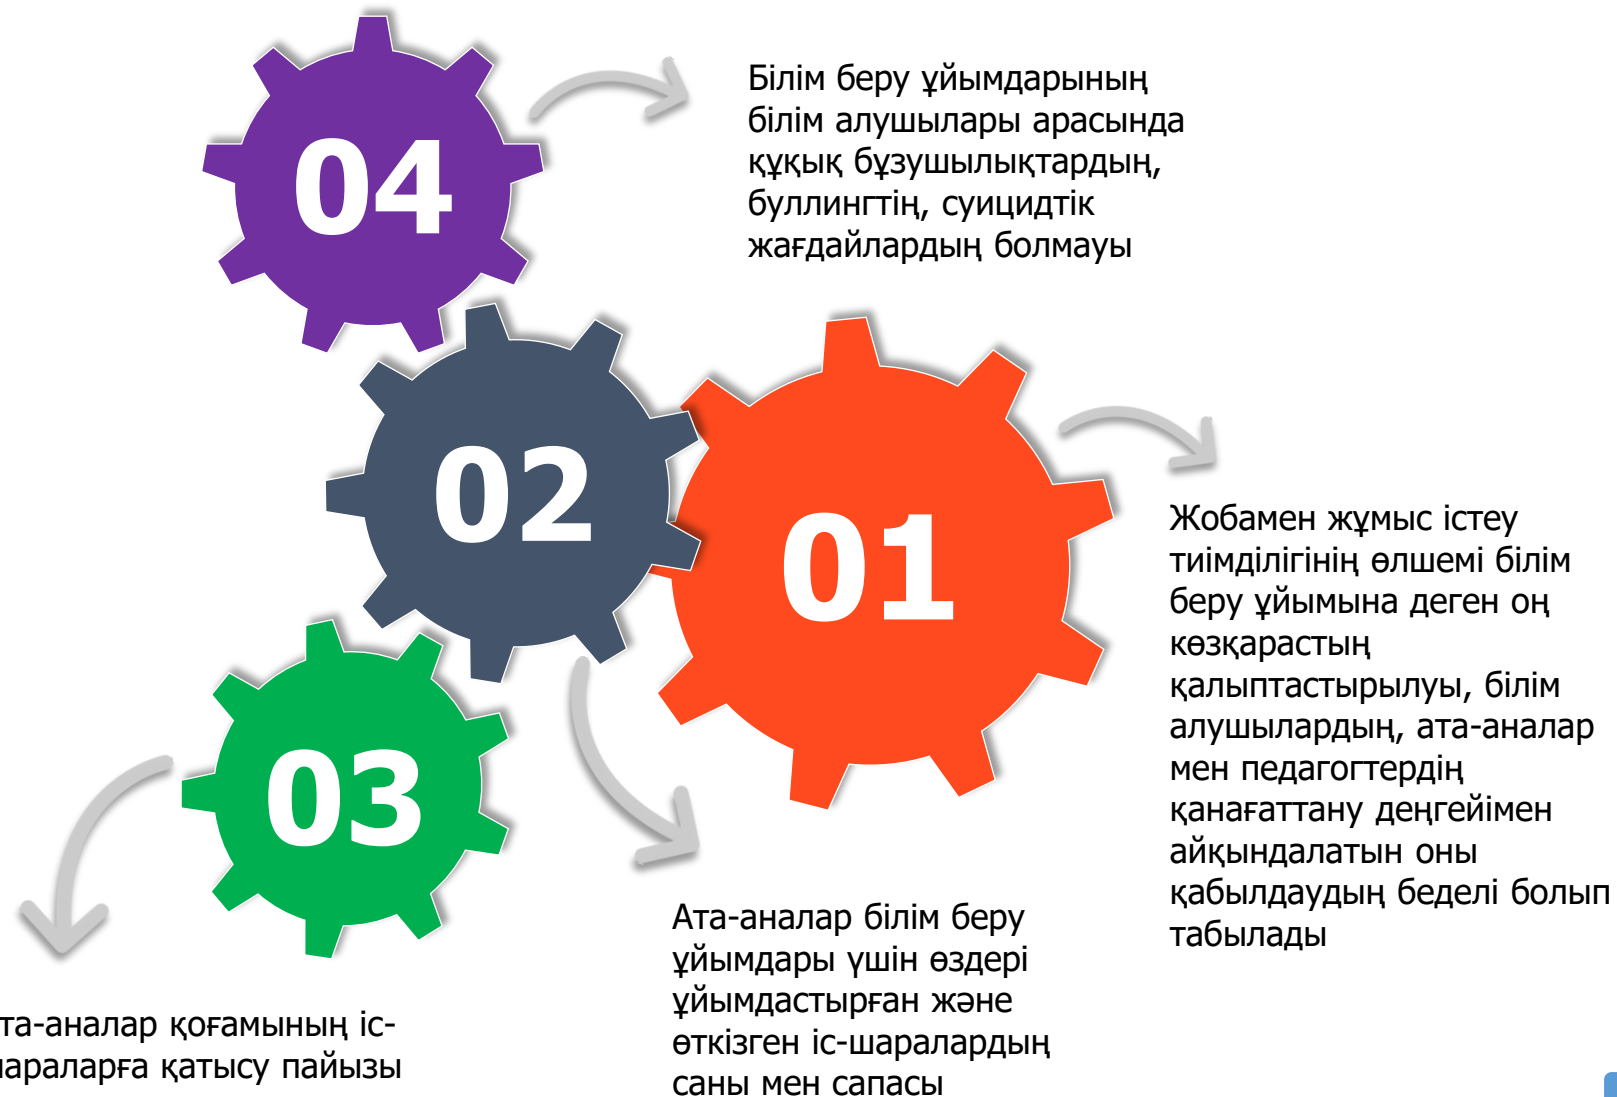 04
Білім беру ұйымдарының
білім алушылары арасында
құқық бұзушылықтардың,
буллингтің, суицидтік
жағдайлардың болмауы
02
01
Жобамен жұмыс істеу
тиімділігінің өлшемі білім
беру ұйымына деген оң
көзқарастың
қалыптастырылуы, білім
алушылардың, ата-аналар
мен педагогтердің
қанағаттану деңгейімен
айқындалатын оны
қабылдаудың беделі болып
табылады
03
Ата-аналар білім беру
ұйымдары үшін өздері
ұйымдастырған және
өткізген іс-шаралардың
саны мен сапасы
та-аналар қоғамының іс-
араларға қатысу пайызы